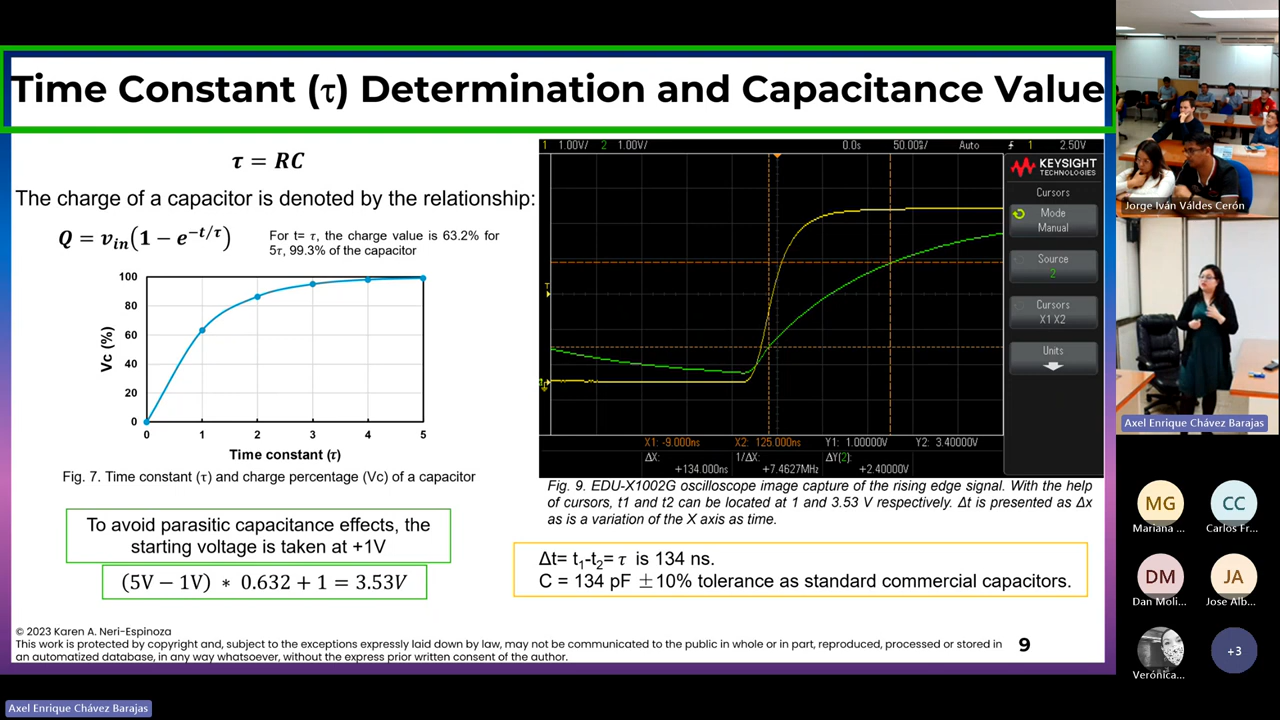 Time Constant (τ) Determination and Capacitance Value
τ = RC
The charge of a capacitor is denoted by the relationship:
Q = v_in(1 − e^{−t/τ})
For t= τ, the charge value is 63.2% for
5τ, 99.3% of the capacitor
100
80
60
40
20
0
Vc (%)
0 1 2 3 4 5
Time constant (τ)
Fig. 7. Time constant (τ) and charge percentage (Vc) of a capacitor
To avoid parasitic capacitance effects, the
starting voltage is taken at +1V
(5V − 1V) ∗ 0.632 + 1 = 3.53V
1 1.00V/ 2 1.00V/ 0.0s 50.00ns/ Auto 1 2.50V
KEYSIGHT
TECHNOLOGIES
Cursors
Mode
Manual
Source
2
Cursors
X1 X2
Units
X1: -9.000ns X2: 125.000ns Y1: 1.00000V Y2: 3.40000V
ΔX: 1/ΔX: ΔY(2):
+134.000ns +7.4627MHz +2.40000V
Fig. 9. EDU-X1002G oscilloscope image capture of the rising edge signal. With the help
of cursors, t1 and t2 can be located at 1 and 3.53 V respectively. Δt is presented as Δx
as is a variation of the X axis as time.
Δt= t₁-t₂= τ is 134 ns.
C = 134 pF ±10% tolerance as standard commercial capacitors.
© 2023 Karen A. Neri-Espinoza
This work is protected by copyright and, subject to the exceptions expressly laid down by law, may not be communicated to the public in whole or in part, reproduced, processed or stored in
an automatized database, in any way whatsoever, without the express prior written consent of the author.
9
Jorge Iván Váldes Cerón
Axel Enrique Chávez Barajas
MG
CC
Mariana ...
Carlos Fr...
DM
JA
Dan Moli...
Jose Alb...
Verónica...
+3
Axel Enrique Chávez Barajas